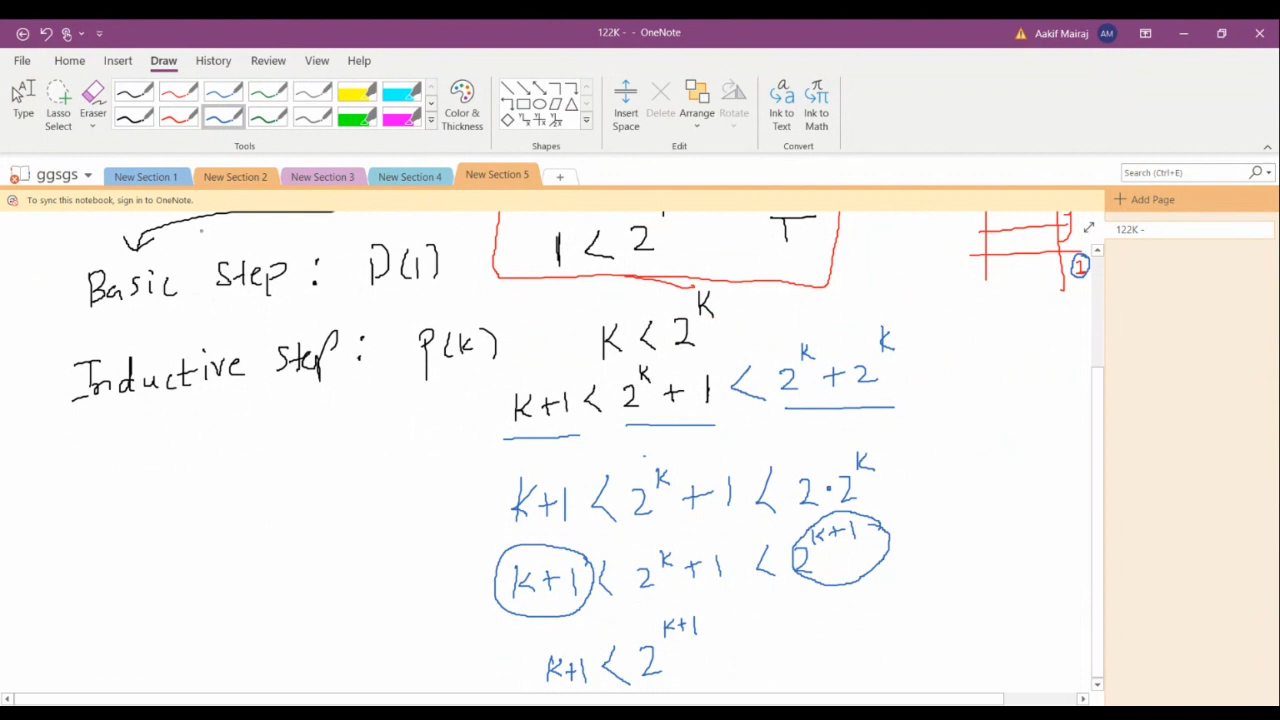 122K - - OneNote
Aakif Mairaj AM
File Home Insert Draw History Review View Help
Type
Lasso Select
Eraser
Color & Thickness
Insert Space
Delete
Arrange
Rotate
Ink to Text
Ink to Math
Tools Shapes Edit Convert
ggsgs New Section 1 New Section 2 New Section 3 New Section 4 New Section 5 Search (Ctrl+E)
To sync this notebook, sign in to OneNote.
Add Page
122K -
1 < 2 T
Basic Step : P(1)
1
K < 2^K
Inductive Step : P(K)
K+1 < 2^K + 1 < 2^K + 2^K
K+1 < 2^K + 1 < 2 · 2^K
K+1 < 2^K + 1 < 2^K+1
K+1 < 2^K+1